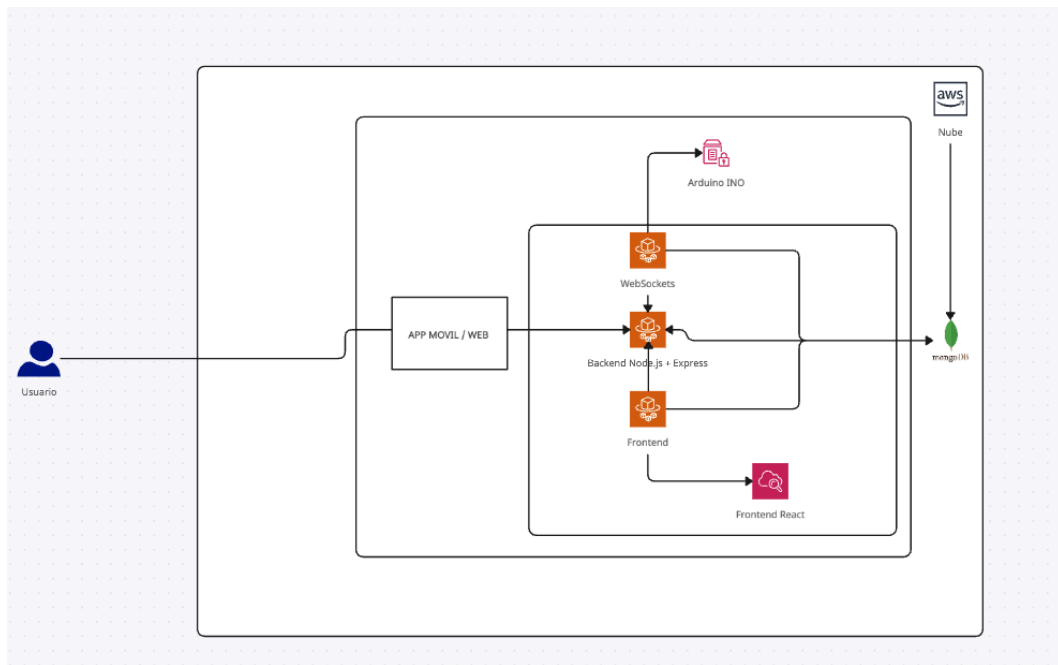 aws
Nube
Arduino INO
WebSockets
APP MOVIL / WEB
mongoDB
Backend Node.js + Express
Usuario
Frontend
Frontend React